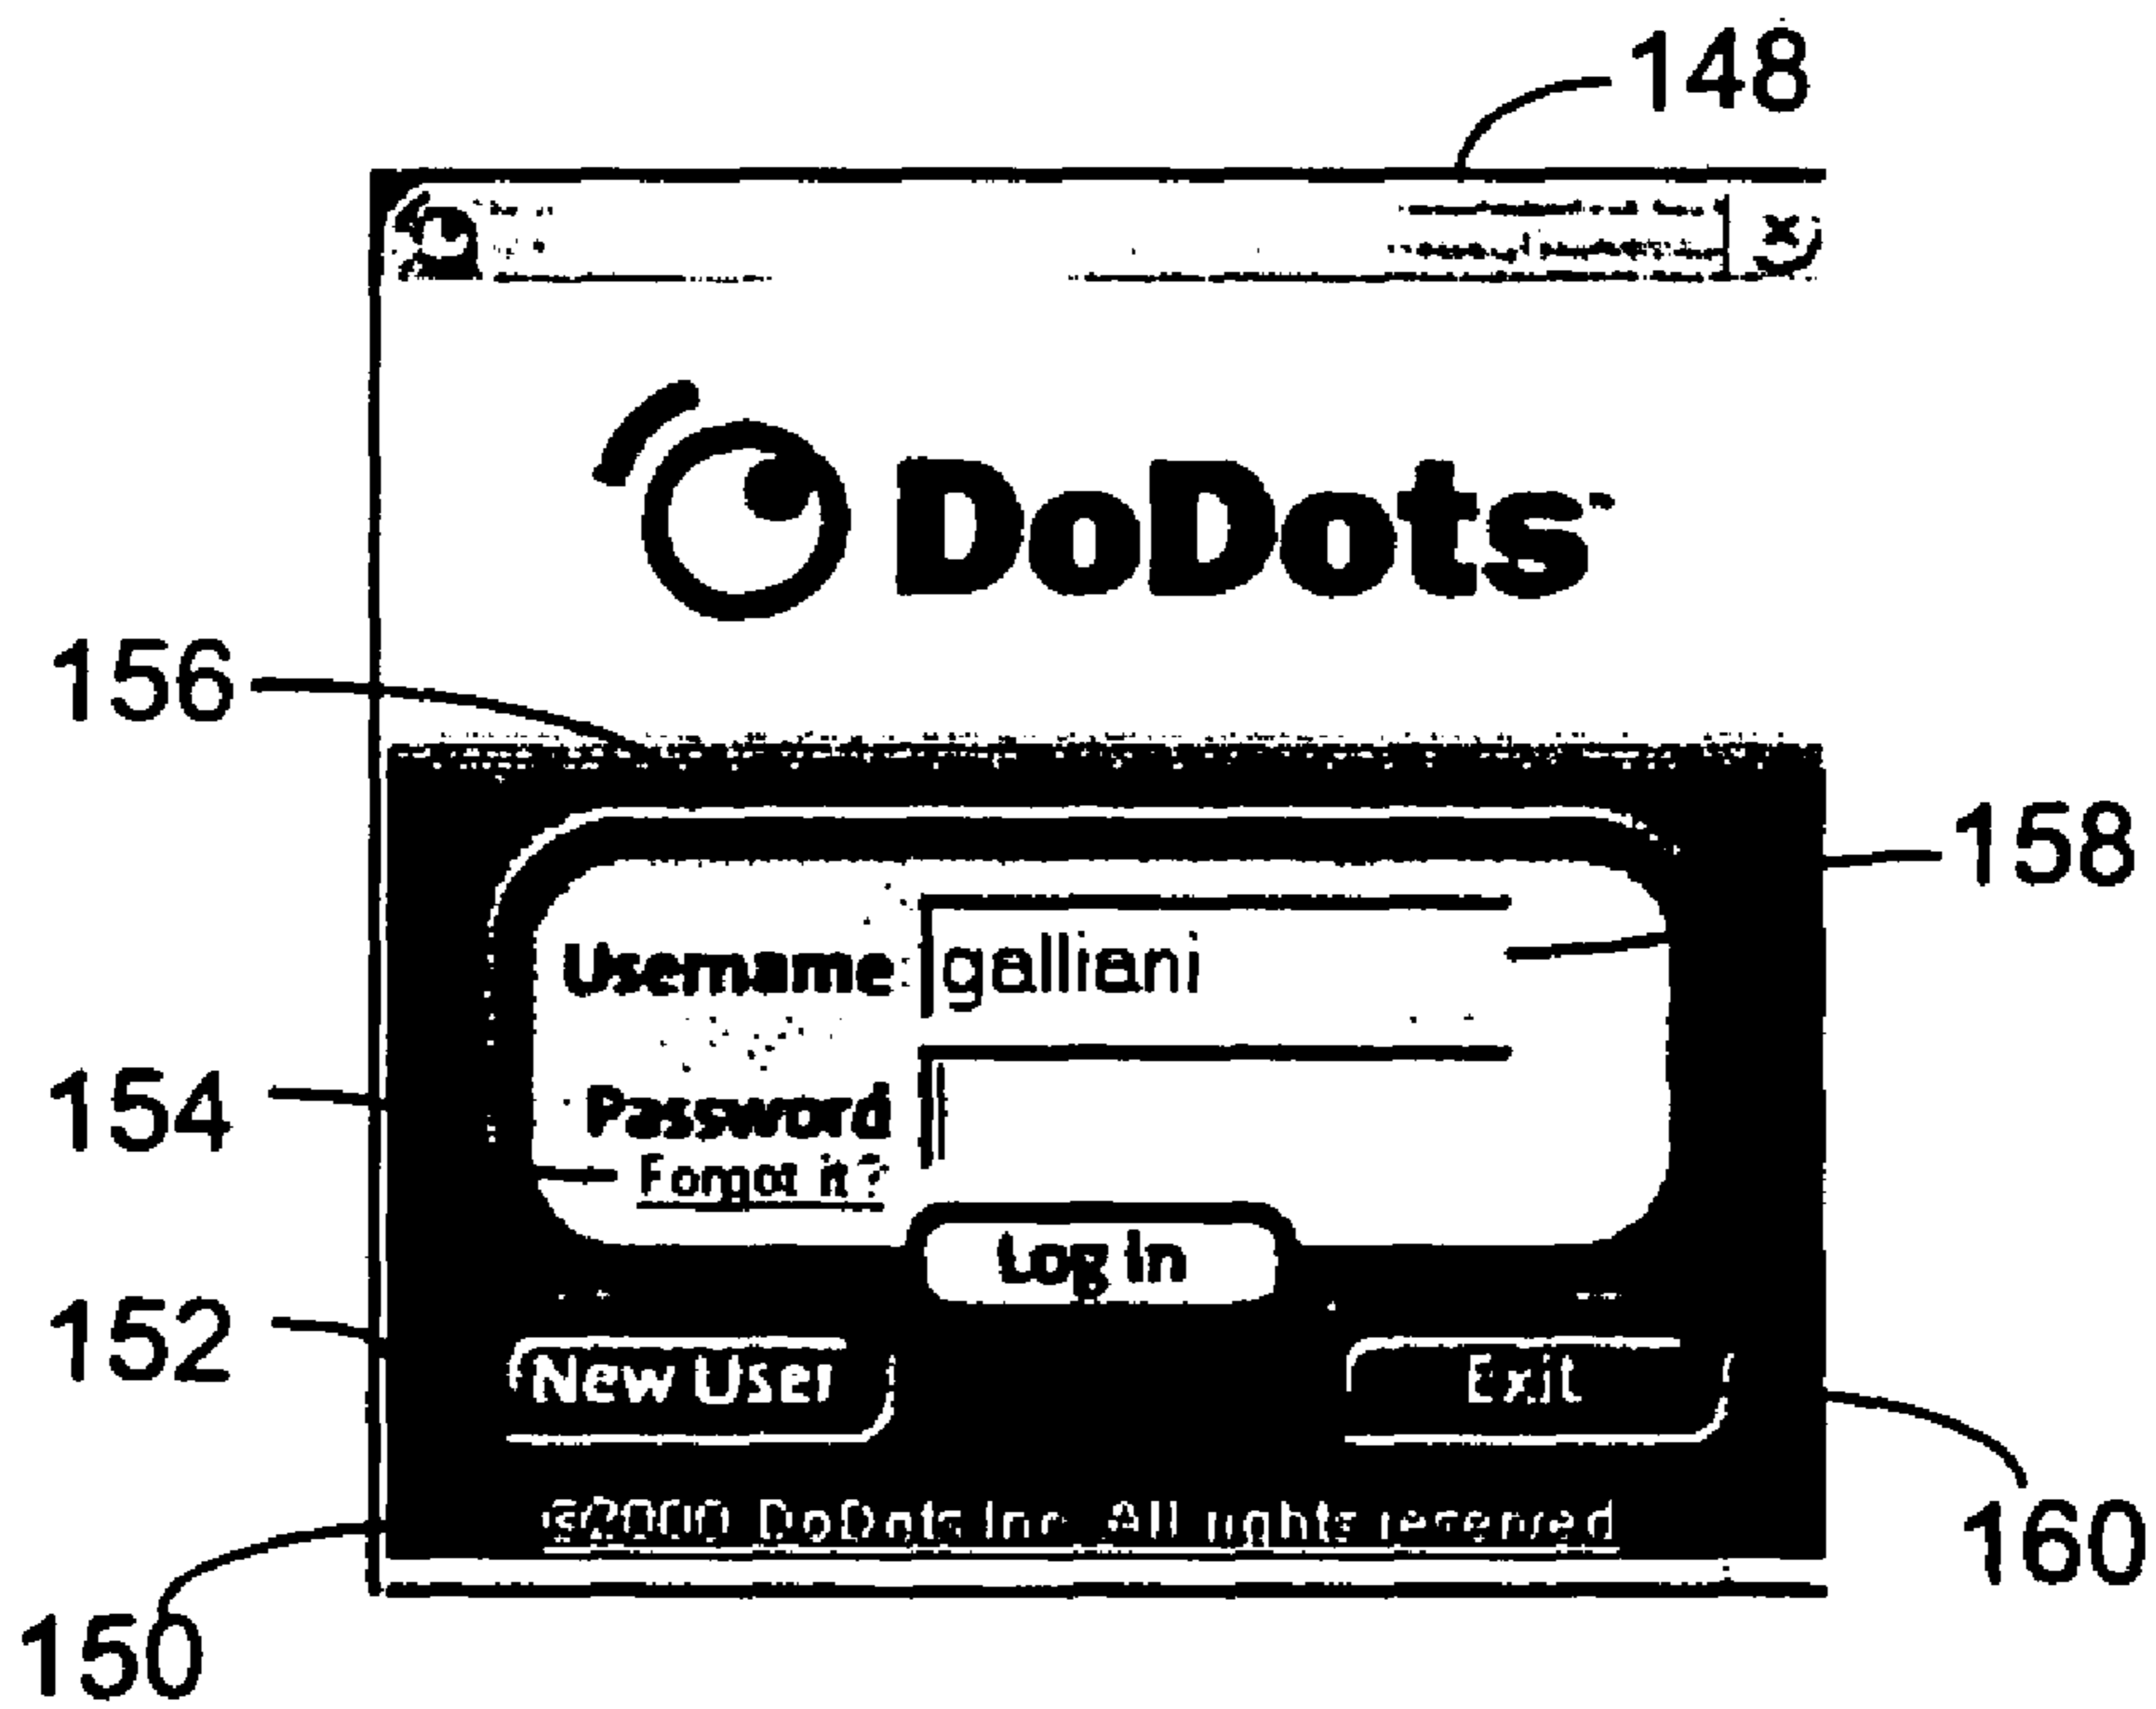 148
DoDots
156
158
Username: galliani
154
Password
Forgot it?
Log In
152
New User Exit
©2000 DoDots Inc. All rights reserved
160
150